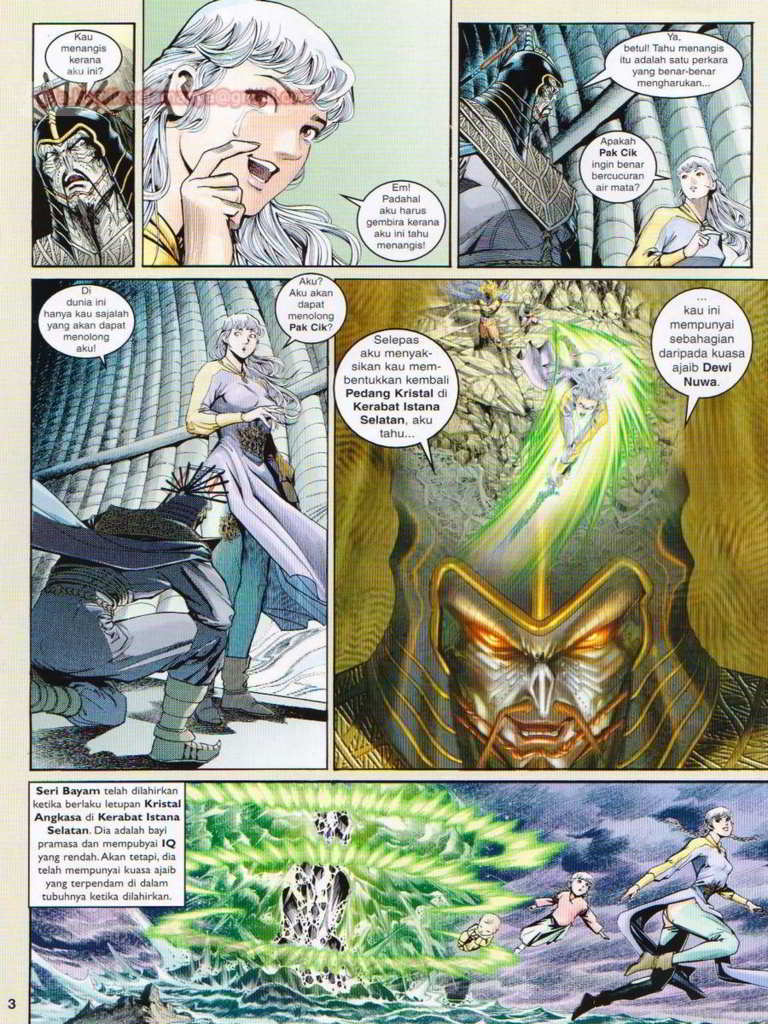 Kau
menangis
kerana
aku ini?
Em!
Padahal
aku harus
gembira kerana
aku ini tahu
menangis!
Ya,
betul! Tahu menangis
itu adalah satu perkara
yang benar-benar
mengharukan...
Apakah
Pak Cik
ingin benar
bercucuran
air mata?
Di
dunia ini
hanya kau sajalah
yang akan dapat
menolong
aku!
Aku?
Aku akan
dapat
menolong
Pak Cik?
Selepas
aku menyak-
sikan kau mem-
bentukkan kembali
Pedang Kristal di
Kerabat Istana
Selatan, aku
tahu...
...
kau ini
mempunyai
sebahagian
daripada kuasa
ajaib Dewi
Nuwa.
Seri Bayam telah dilahirkan
ketika berlaku letupan Kristal
Angkasa di Kerabat Istana
Selatan. Dia adalah bayi
pramasa dan mempubyai IQ
yang rendah. Akan tetapi, dia
telah mempunyai kuasa ajaib
yang terpendam di dalam
tubuhnya ketika dilahirkan.
3